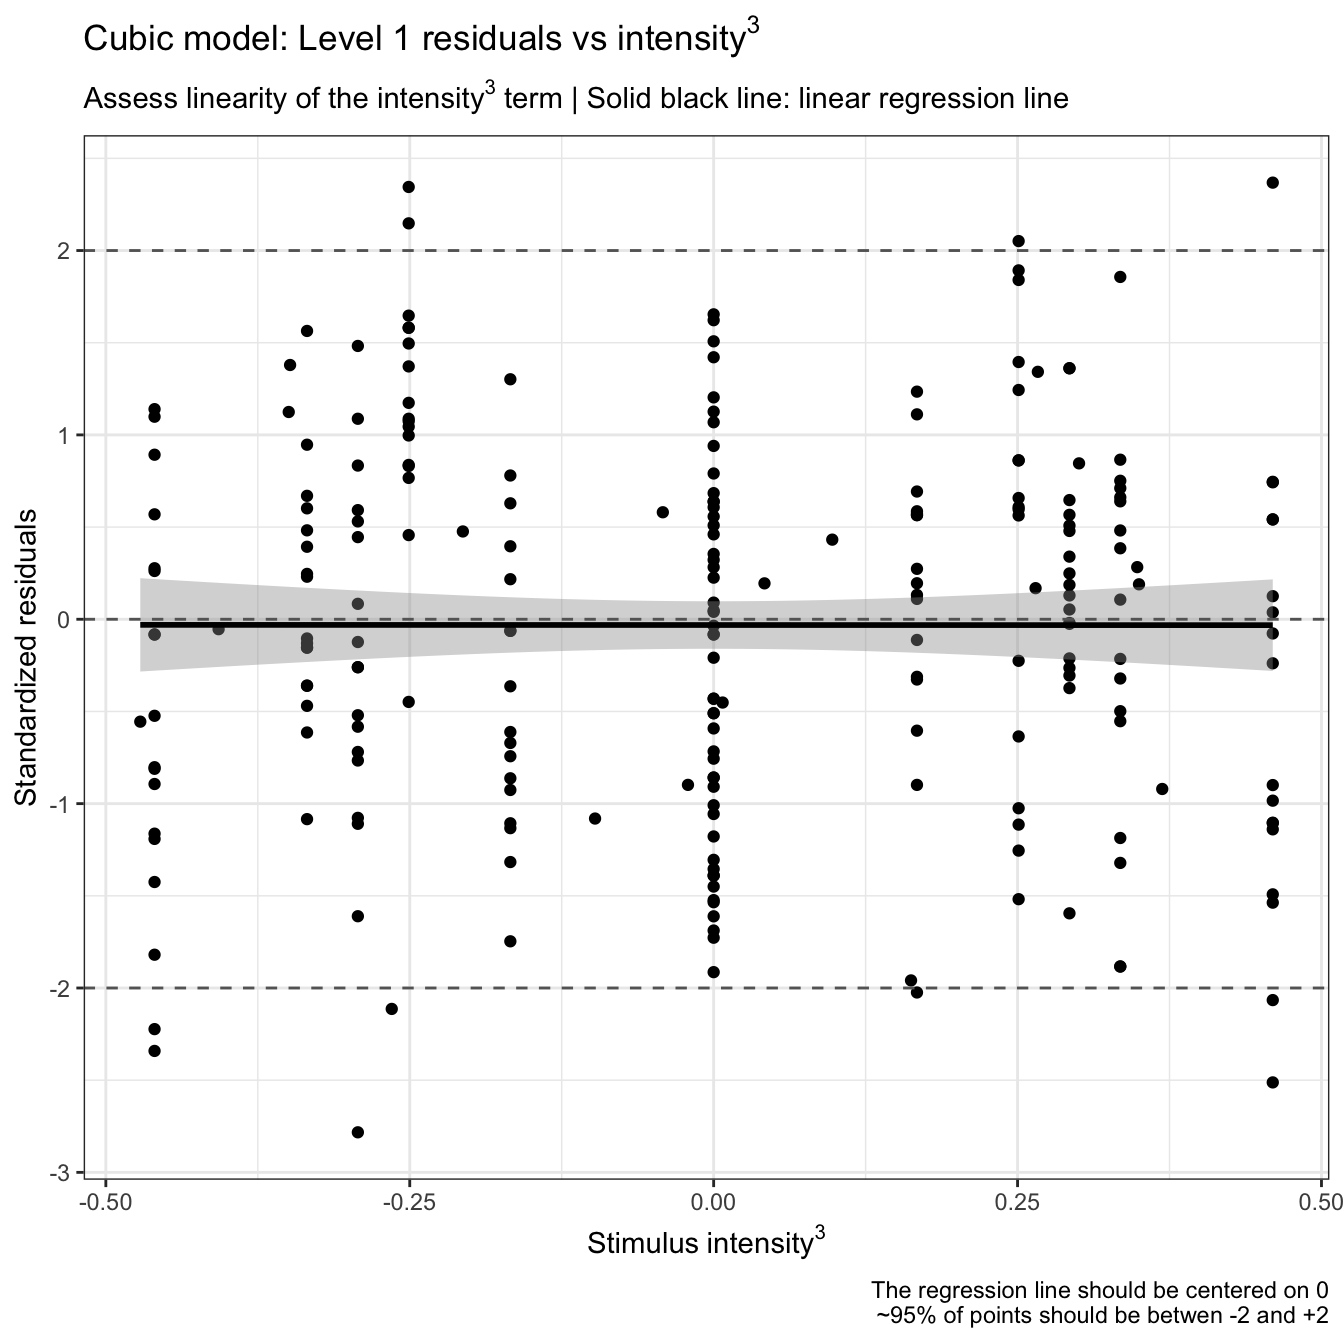 Cubic model: Level 1 residuals vs intensity³
Assess linearity of the intensity³ term | Solid black line: linear regression line
Standardized residuals
2
1
0
-1
-2
-3
-0.50 -0.25 0.00 0.25 0.50
Stimulus intensity³
The regression line should be centered on 0
~95% of points should be betwen -2 and +2